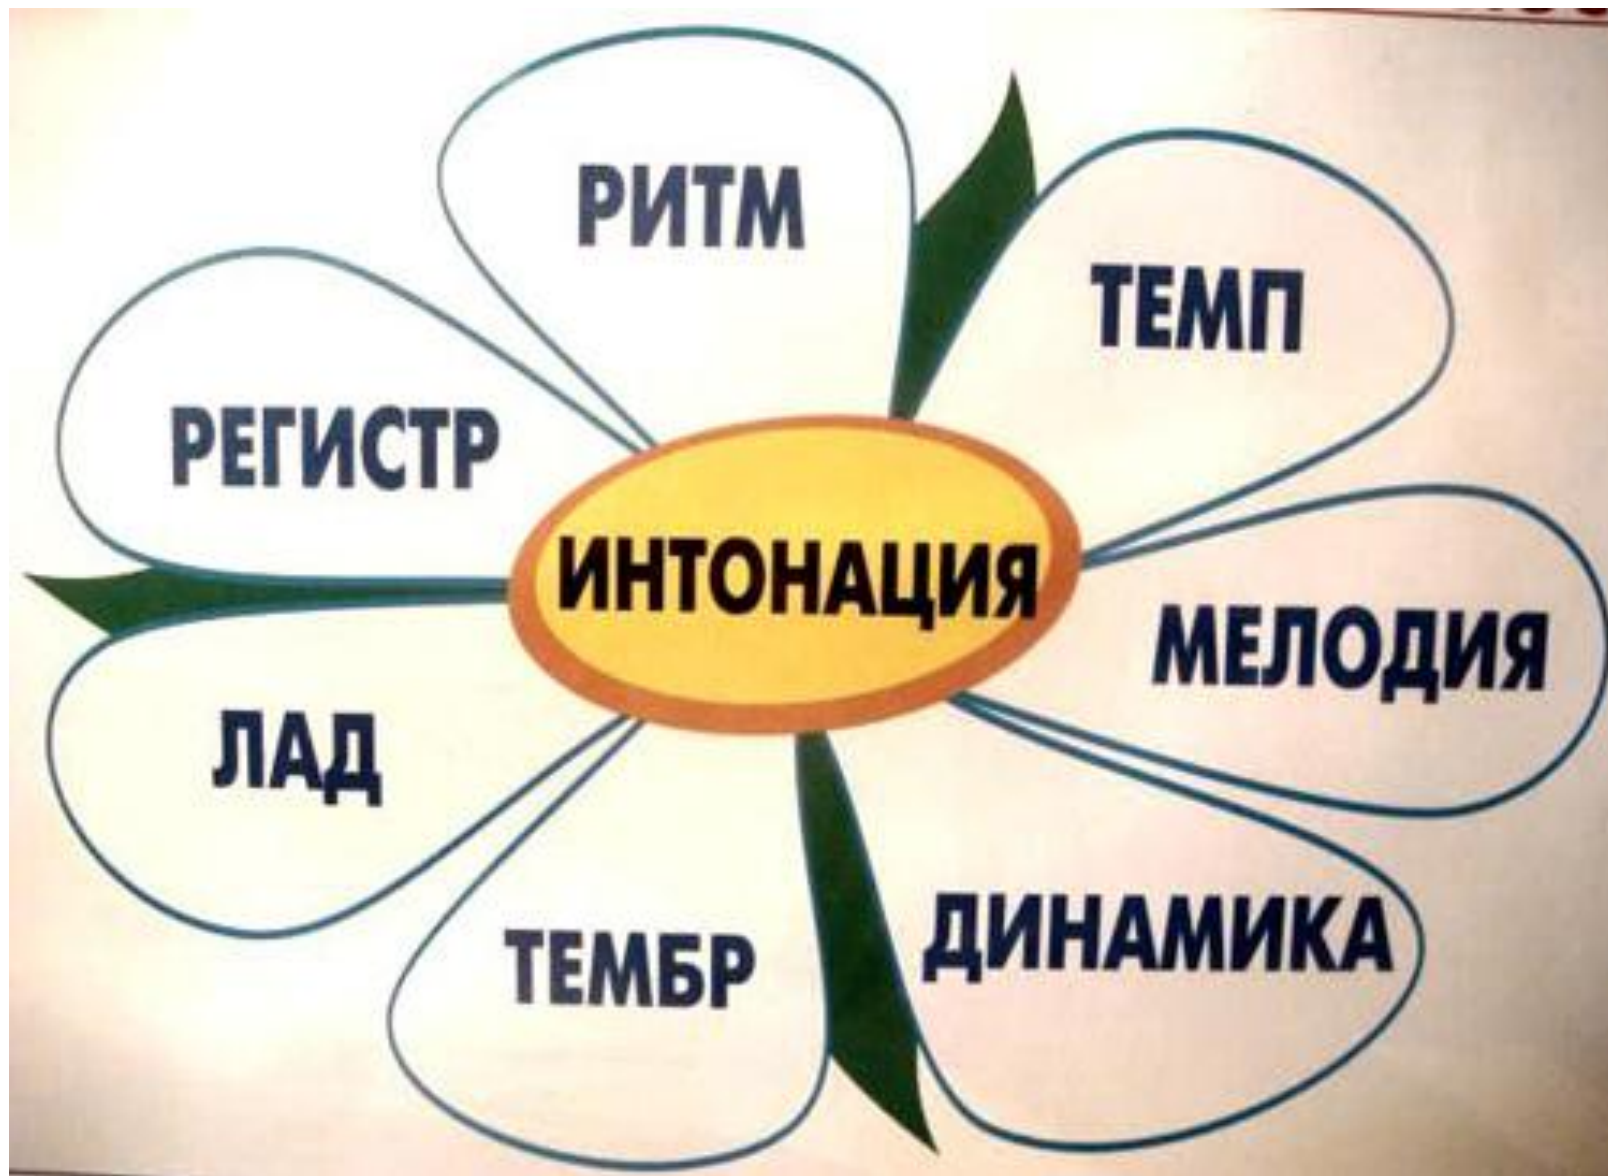 РИТМ
ТЕМП
РЕГИСТР
ИНТОНАЦИЯ
МЕЛОДИЯ
ЛАД
ТЕМБР
ДИНАМИКА